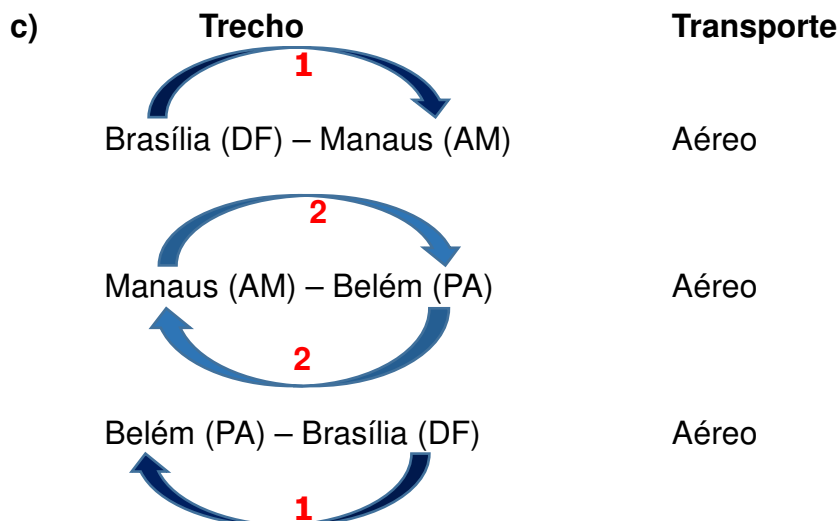 c) Trecho Transporte
1
Brasília (DF) – Manaus (AM) Aéreo
2
Manaus (AM) – Belém (PA) Aéreo
2
Belém (PA) – Brasília (DF) Aéreo
1